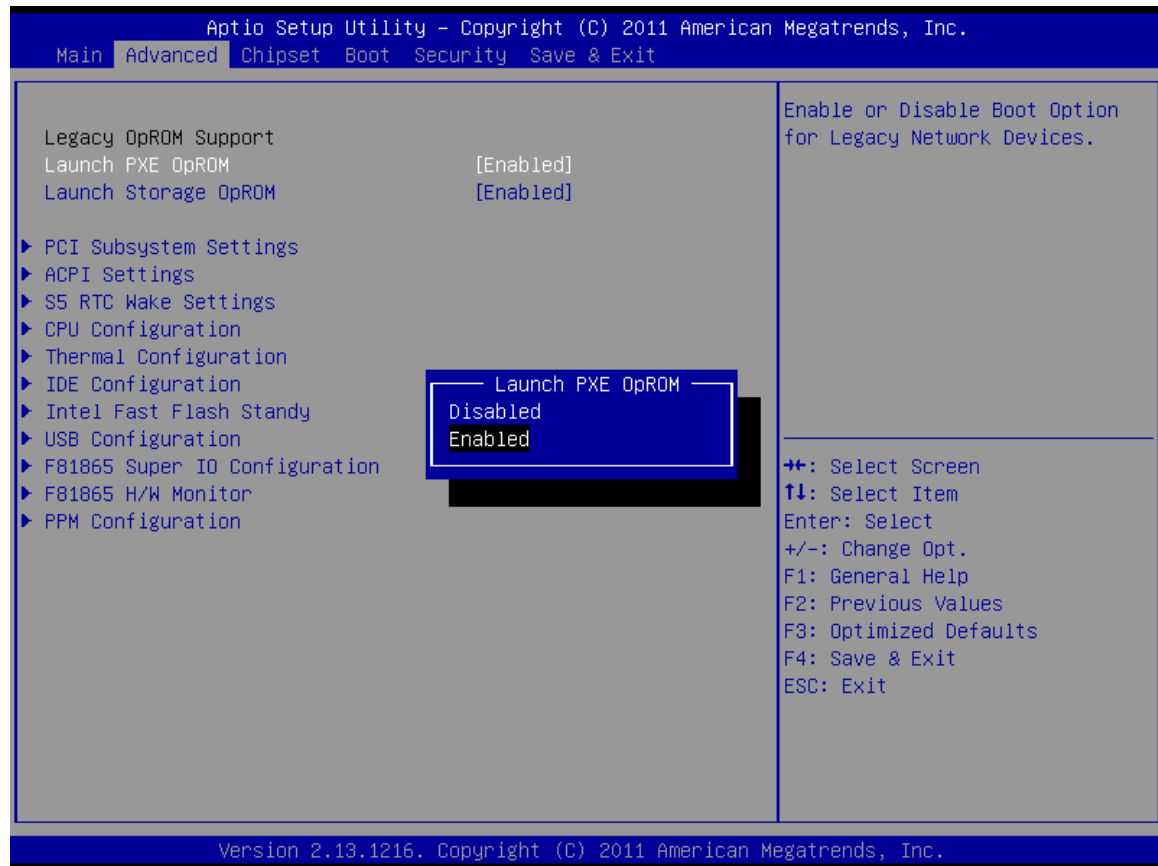 Aptio Setup Utility – Copyright (C) 2011 American Megatrends, Inc.
Main Advanced Chipset Boot Security Save & Exit
Legacy OpROM Support
Launch PXE OpROM [Enabled]
Launch Storage OpROM [Enabled]
PCI Subsystem Settings
ACPI Settings
S5 RTC Wake Settings
CPU Configuration
Thermal Configuration
IDE Configuration
Intel Fast Flash Standy
USB Configuration
F81865 Super IO Configuration
F81865 H/W Monitor
PPM Configuration
Launch PXE OpROM
Disabled
Enabled
Enable or Disable Boot Option
for Legacy Network Devices.
→←: Select Screen
↑↓: Select Item
Enter: Select
+/-: Change Opt.
F1: General Help
F2: Previous Values
F3: Optimized Defaults
F4: Save & Exit
ESC: Exit
Version 2.13.1216. Copyright (C) 2011 American Megatrends, Inc.